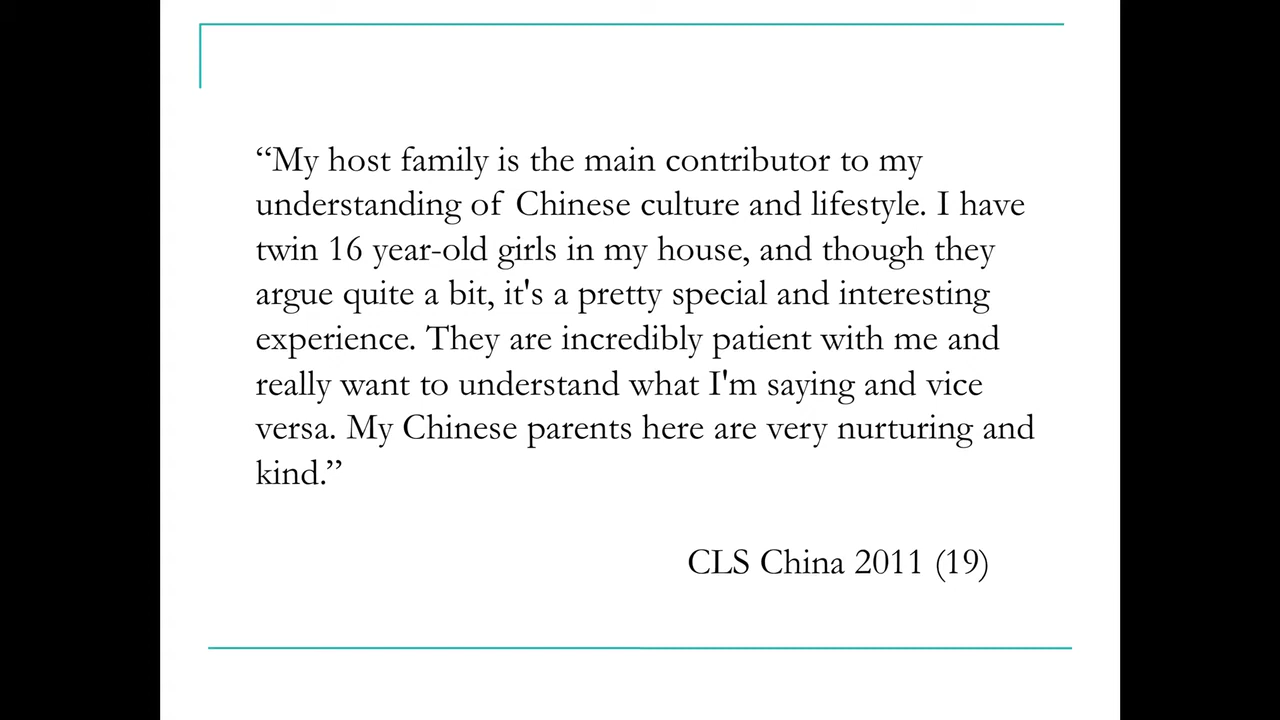 “My host family is the main contributor to my
understanding of Chinese culture and lifestyle. I have
twin 16 year-old girls in my house, and though they
argue quite a bit, it's a pretty special and interesting
experience. They are incredibly patient with me and
really want to understand what I'm saying and vice
versa. My Chinese parents here are very nurturing and
kind.”
CLS China 2011 (19)